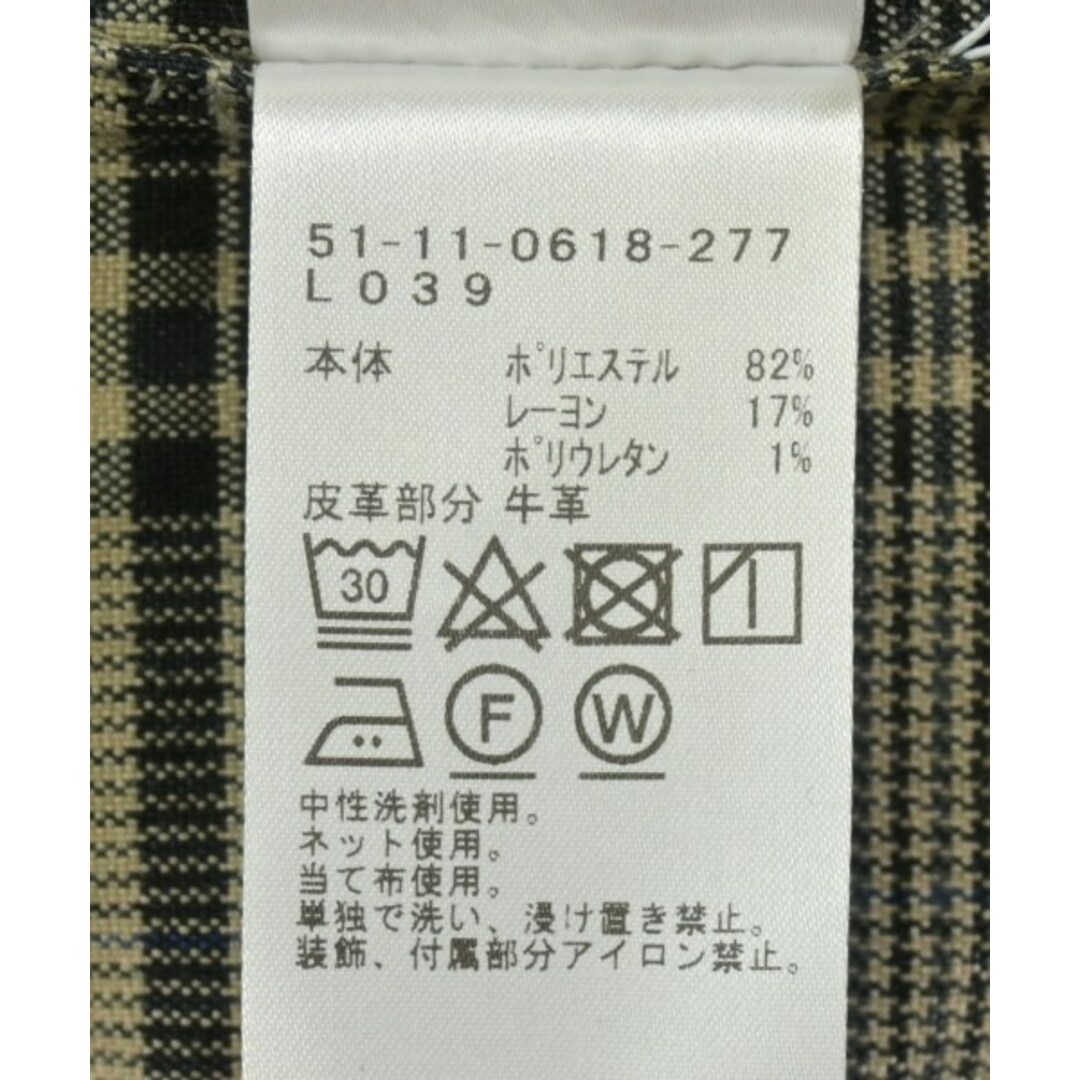 51-11-0618-277
L039
本体 ポリエステル 82%
レーヨン 17%
ポリウレタン 1%
皮革部分 牛革
30
F W
中性洗剤使用。
ネット使用。
当て布使用。
単独で洗い、浸け置き禁止。
装飾、付属部分アイロン禁止。